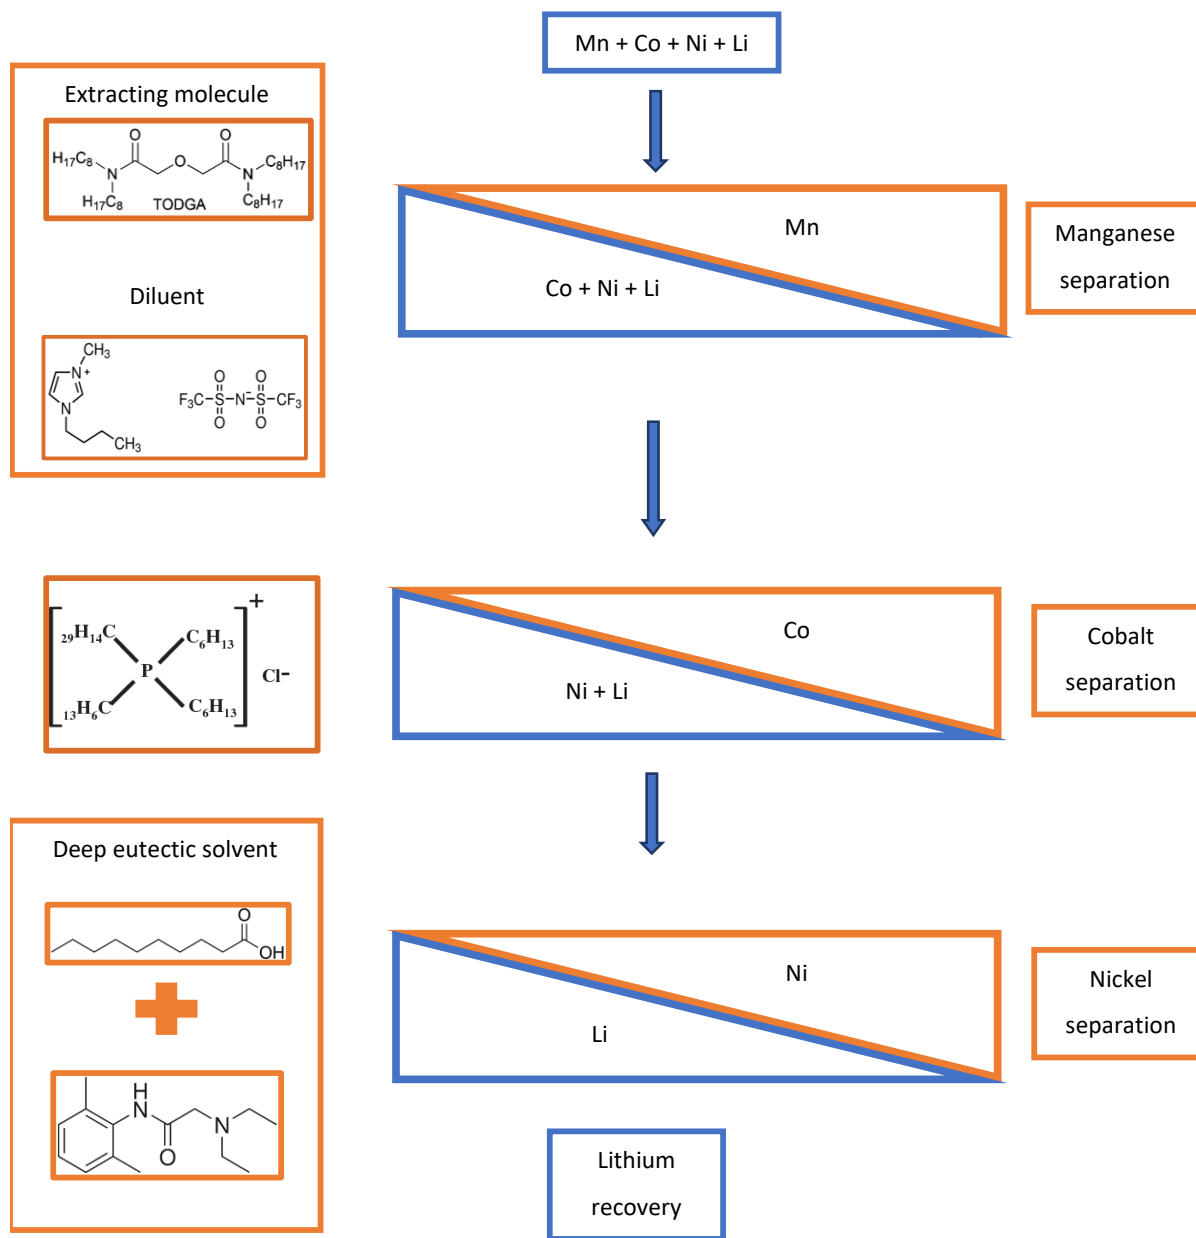 Mn + Co + Ni + Li
Extracting molecule
O O
H₁₇C₈ N O N C₈H₁₇
H₁₇C₈ C₈H₁₇
TODGA
Mn
Co + Ni + Li
Manganese
separation
Diluent
CH₃
N⁺
N
CH₃
O O
F₃C S N⁻ S CF₃
O O
₂₉H₁₄C C₆H₁₃ +
P Cl⁻
₁₃H₆C C₆H₁₃
Co
Ni + Li
Cobalt
separation
Deep eutectic solvent
O
OH
H
N
N
O
Ni
Li
Nickel
separation
Lithium
recovery